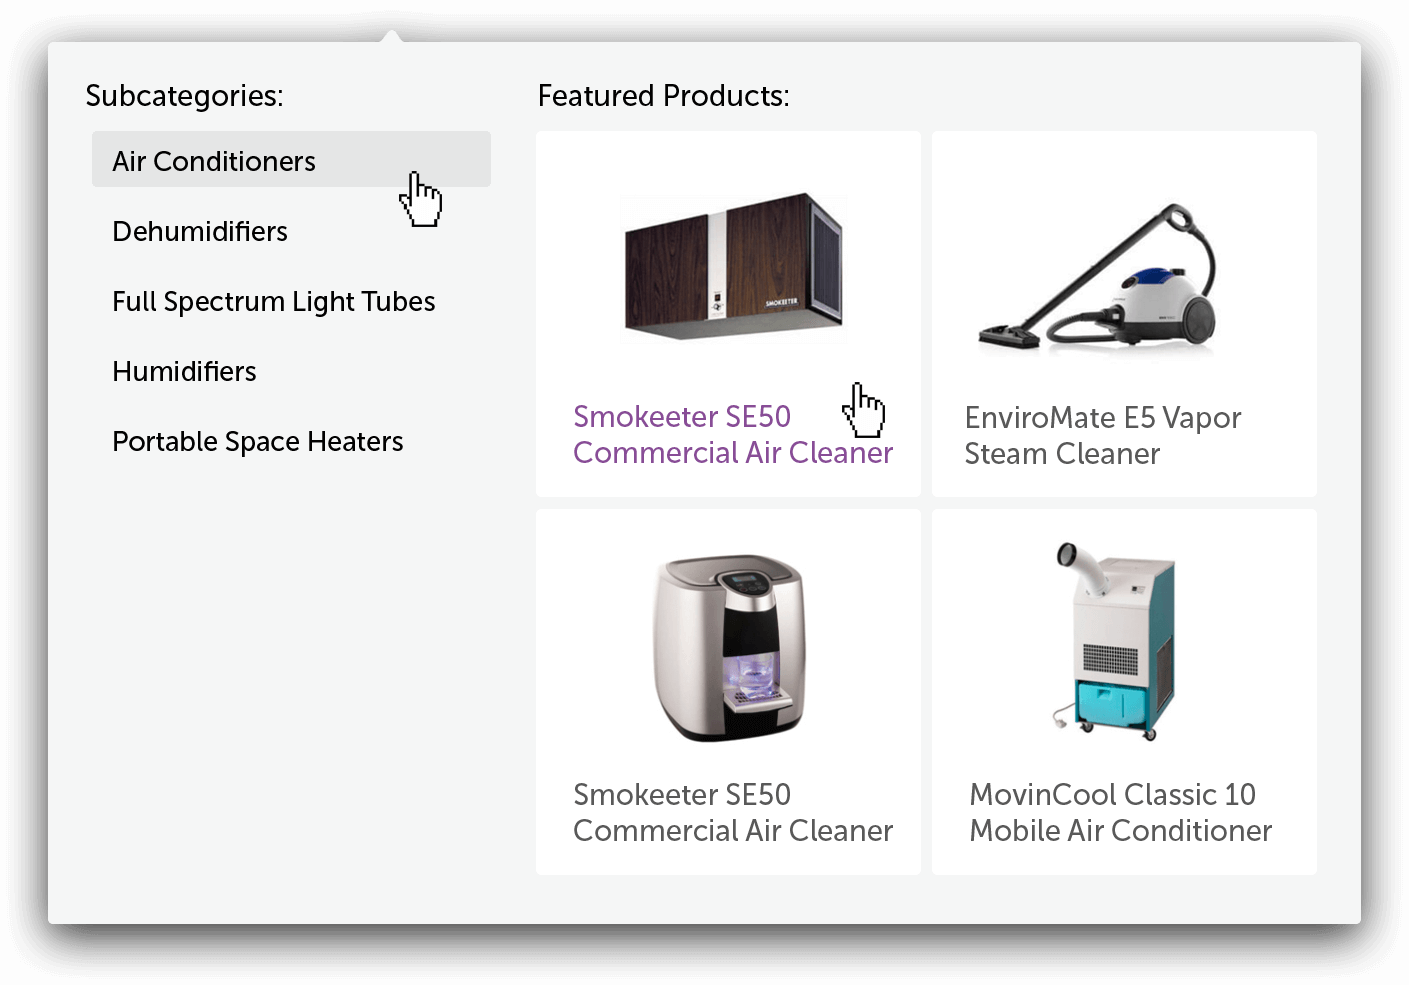 Subcategories:
Air Conditioners
Dehumidifiers
Full Spectrum Light Tubes
Humidifiers
Portable Space Heaters
Featured Products:
SMOKEETER
Smokeeter SE50
Commercial Air Cleaner
EnviroMate E5 Vapor
Steam Cleaner
Smokeeter SE50
Commercial Air Cleaner
MovinCool Classic 10
Mobile Air Conditioner